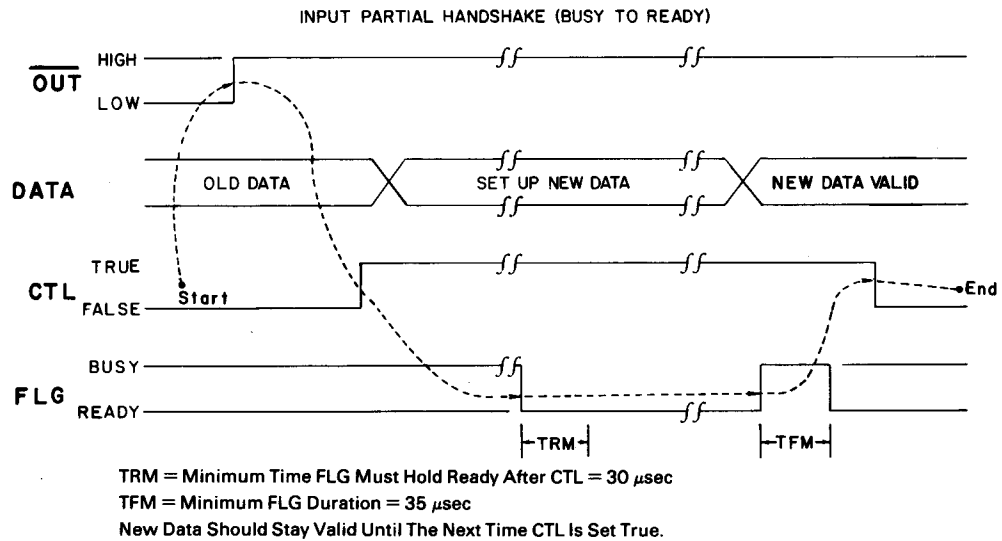 INPUT PARTIAL HANDSHAKE (BUSY TO READY)
HIGH
OUT
LOW
DATA
OLD DATA
SET UP NEW DATA
NEW DATA VALID
TRUE
CTL
Start
End
FALSE
BUSY
FLG
READY
TRM
TFM
TRM = Minimum Time FLG Must Hold Ready After CTL = 30 μsec
TFM = Minimum FLG Duration = 35 μsec
New Data Should Stay Valid Until The Next Time CTL Is Set True.